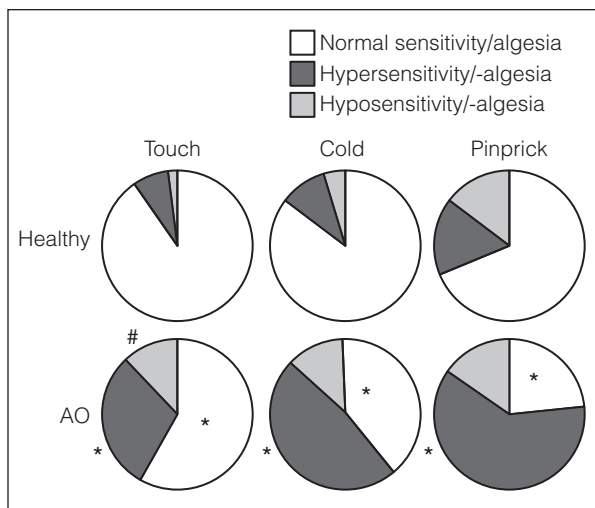 Normal sensitivity/algesia
Hypersensitivity/-algesia
Hyposensitivity/-algesia
Touch Cold Pinprick
Healthy
#
* * *
AO
* * *